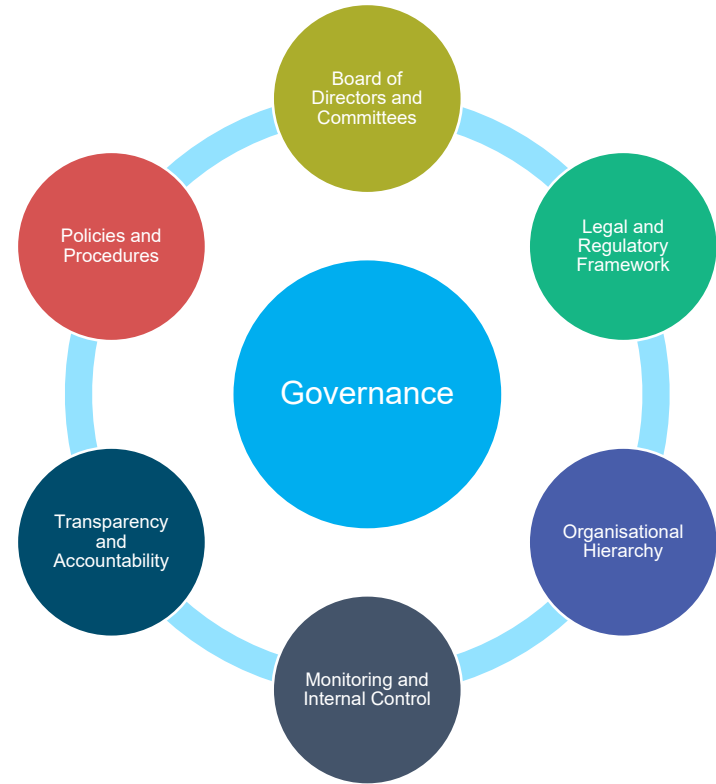 Board of
Directors and
Committees
Legal and
Regulatory
Framework
Organisational
Hierarchy
Monitoring and
Internal Control
Transparency
and
Accountability
Policies and
Procedures
Governance